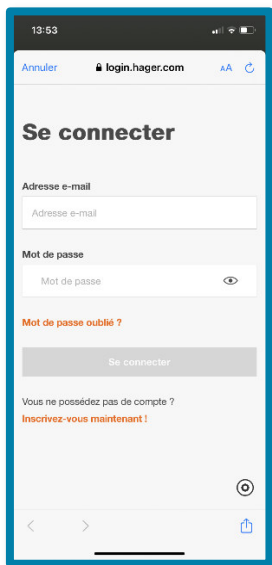 13:53
Annuler login.hager.com AA
Se connecter
Adresse e-mail
Adresse e-mail
Mot de passe
Mot de passe
Mot de passe oublié ?
Se connecter
Vous ne possédez pas de compte ?
Inscrivez-vous maintenant !